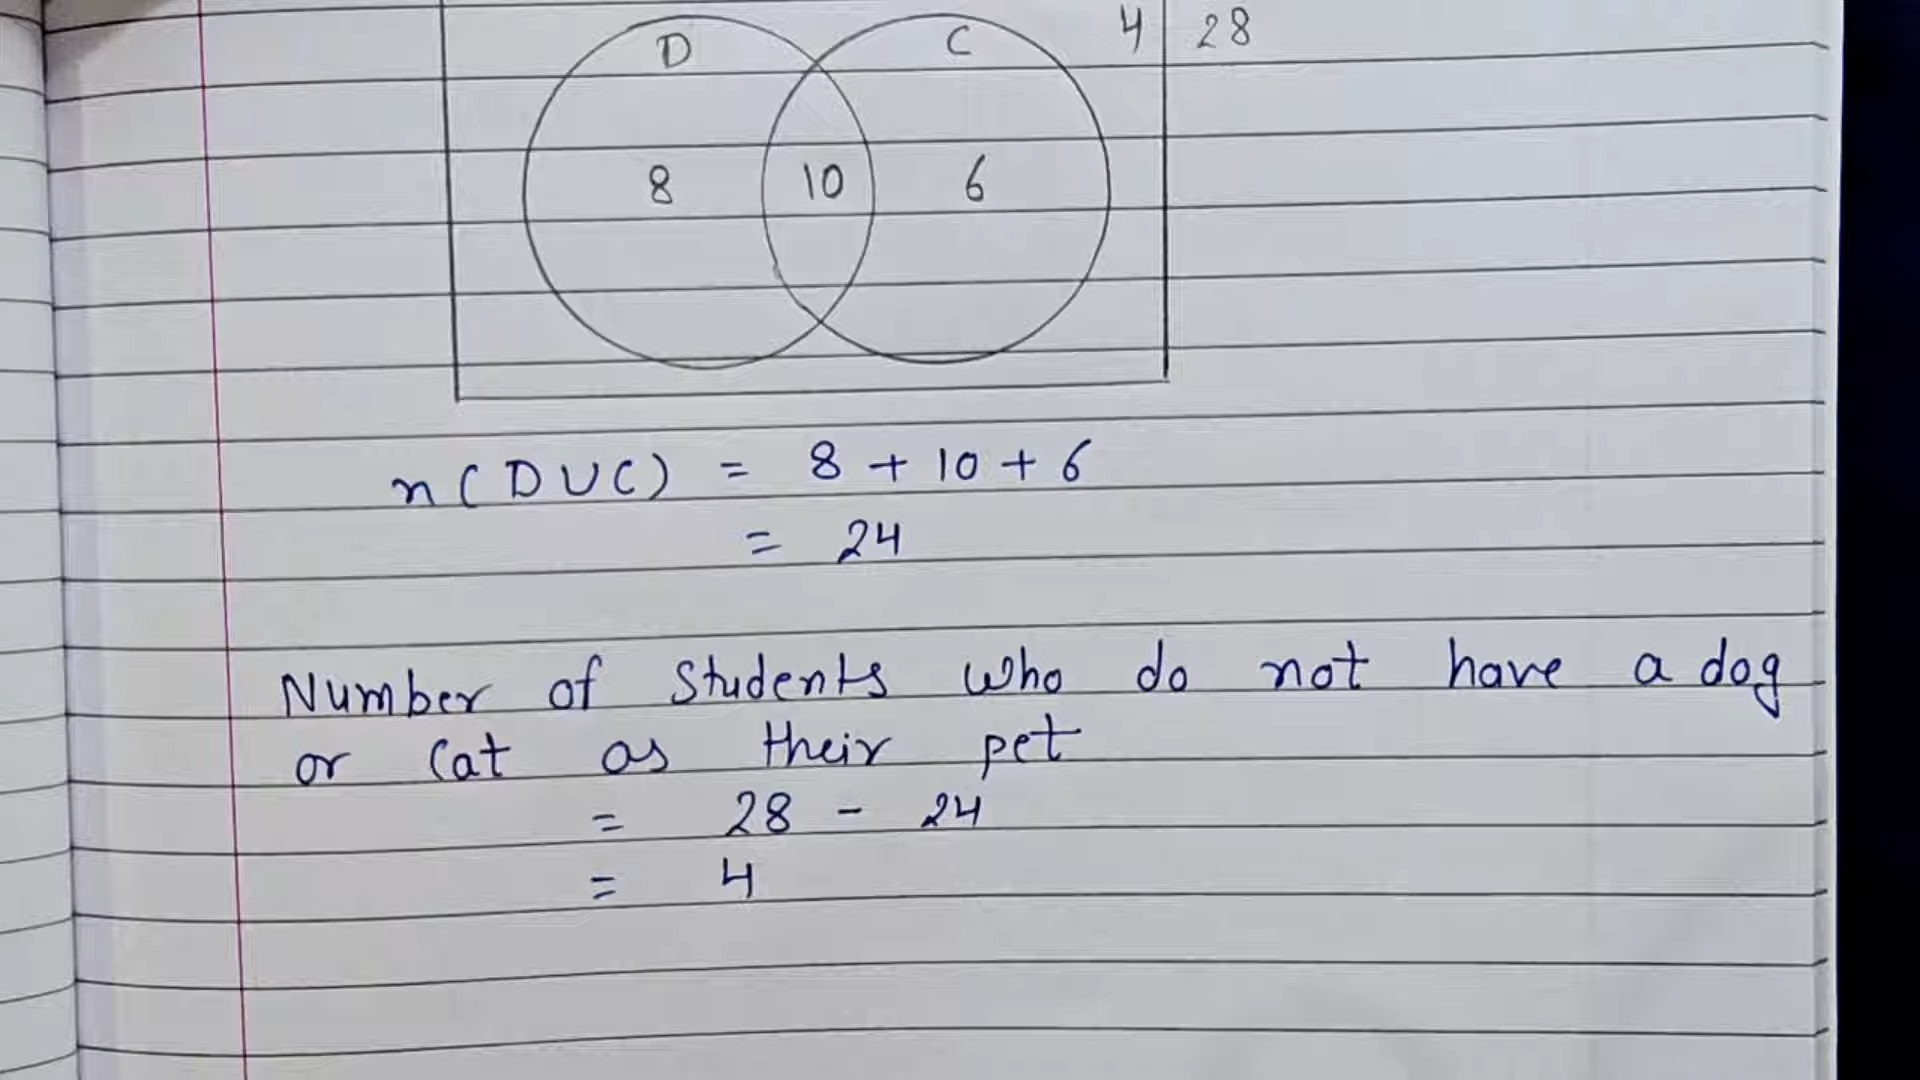 D C 4 28
8 10 6
n(DUC) = 8 + 10 + 6
= 24
Number of students who do not have a dog
or cat as their pet
= 28 - 24
= 4